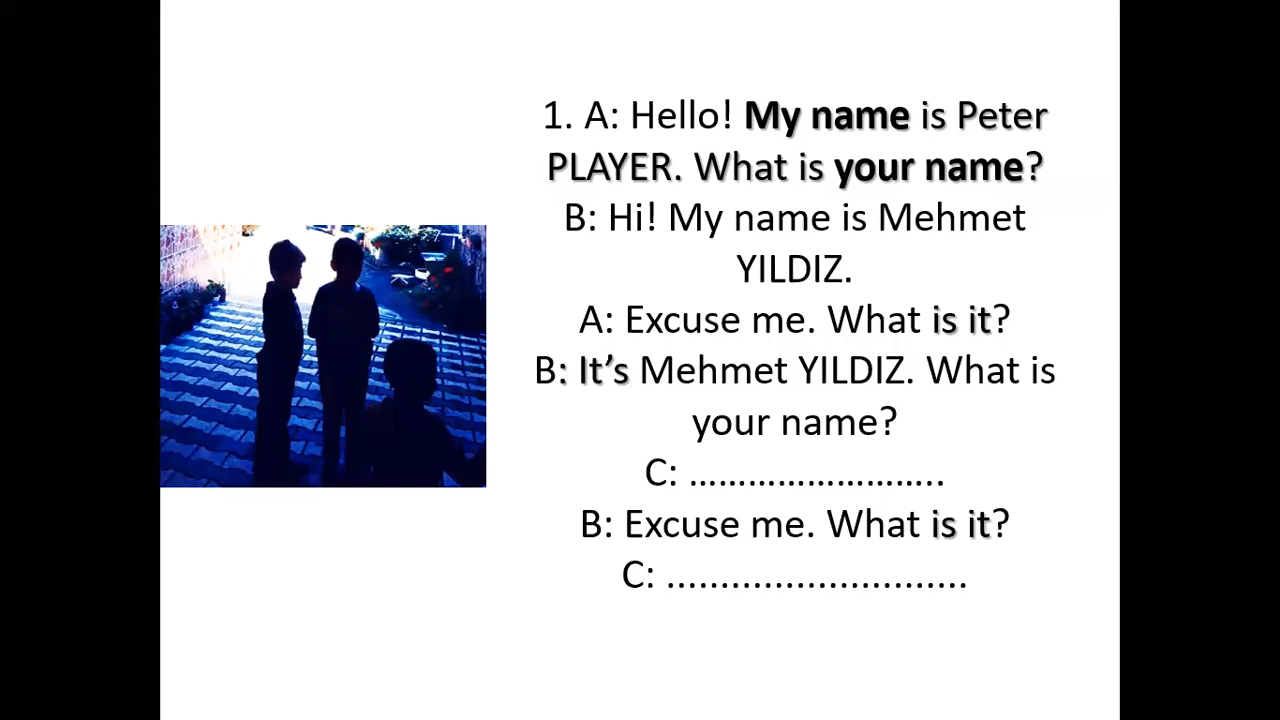 1. A: Hello! My name is Peter
PLAYER. What is your name?
B: Hi! My name is Mehmet
YILDIZ.
A: Excuse me. What is it?
B: It’s Mehmet YILDIZ. What is
your name?
C: ……………………..
B: Excuse me. What is it?
C: ............................